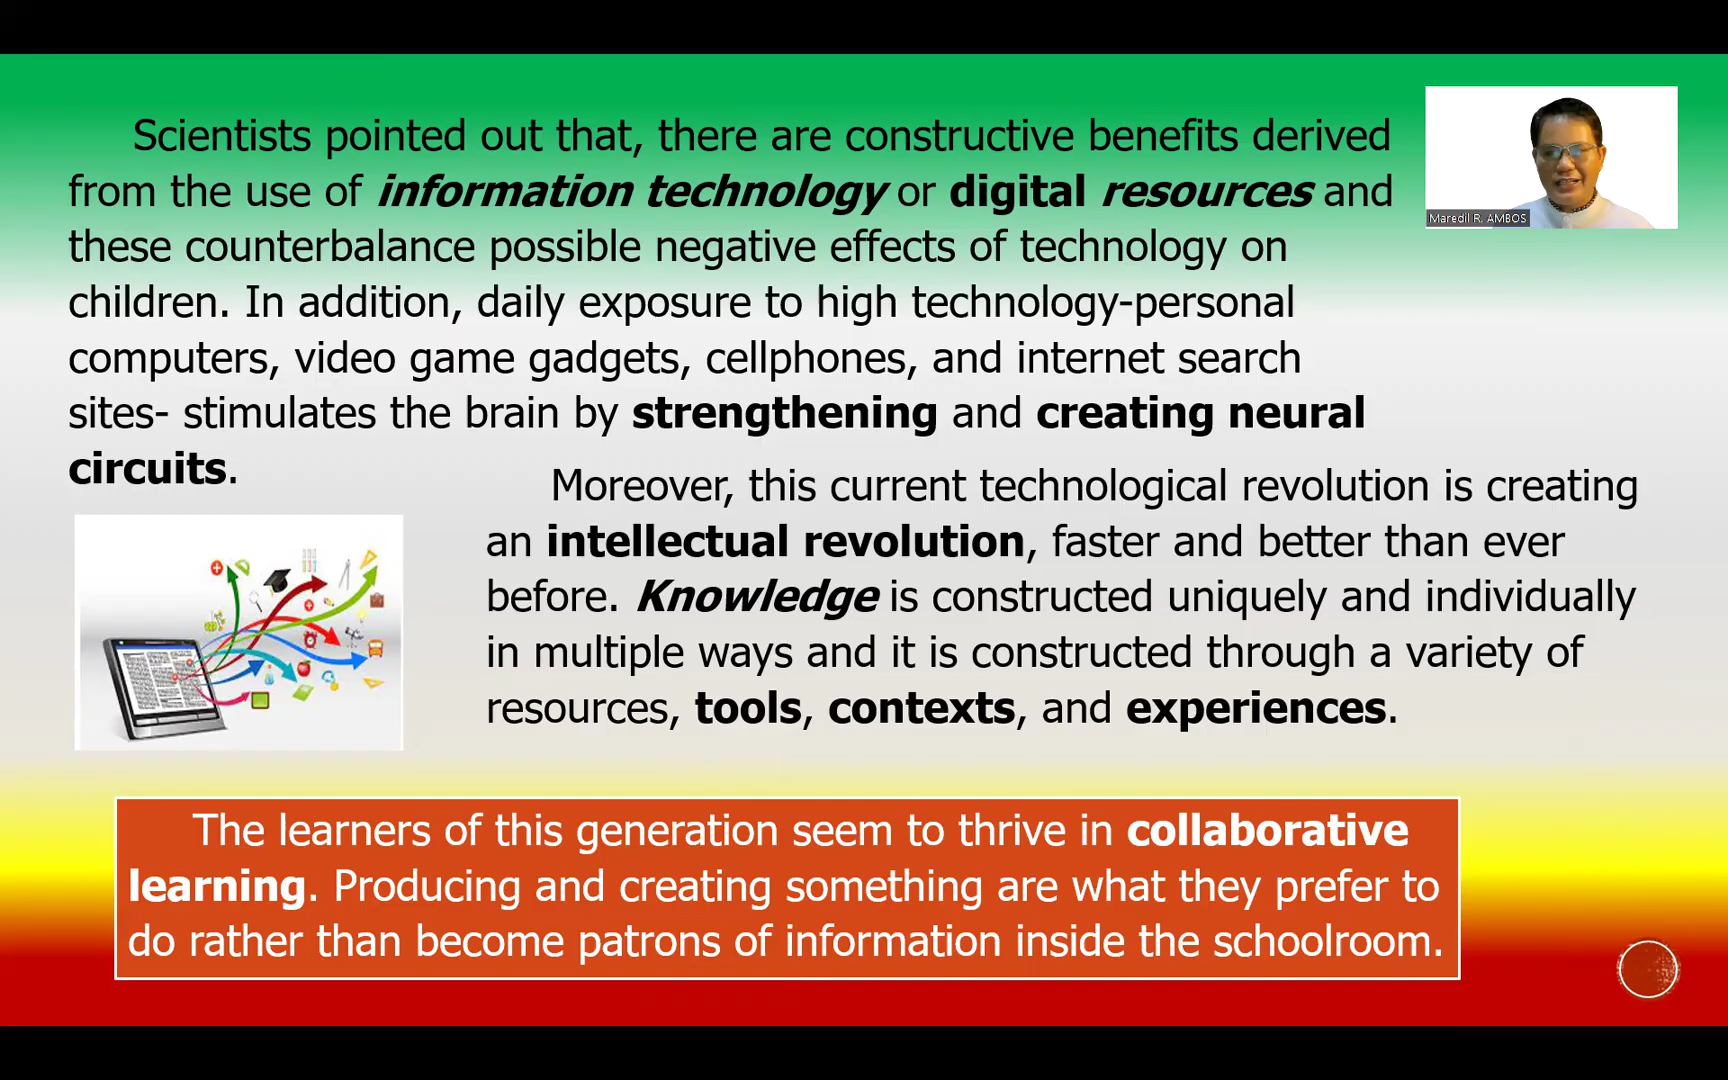 Scientists pointed out that, there are constructive benefits derived
from the use of information technology or digital resources and
these counterbalance possible negative effects of technology on
children. In addition, daily exposure to high technology-personal
computers, video game gadgets, cellphones, and internet search
sites- stimulates the brain by strengthening and creating neural
circuits.
Maredil R. AMBOS
Moreover, this current technological revolution is creating
an intellectual revolution, faster and better than ever
before. Knowledge is constructed uniquely and individually
in multiple ways and it is constructed through a variety of
resources, tools, contexts, and experiences.
The learners of this generation seem to thrive in collaborative
learning. Producing and creating something are what they prefer to
do rather than become patrons of information inside the schoolroom.